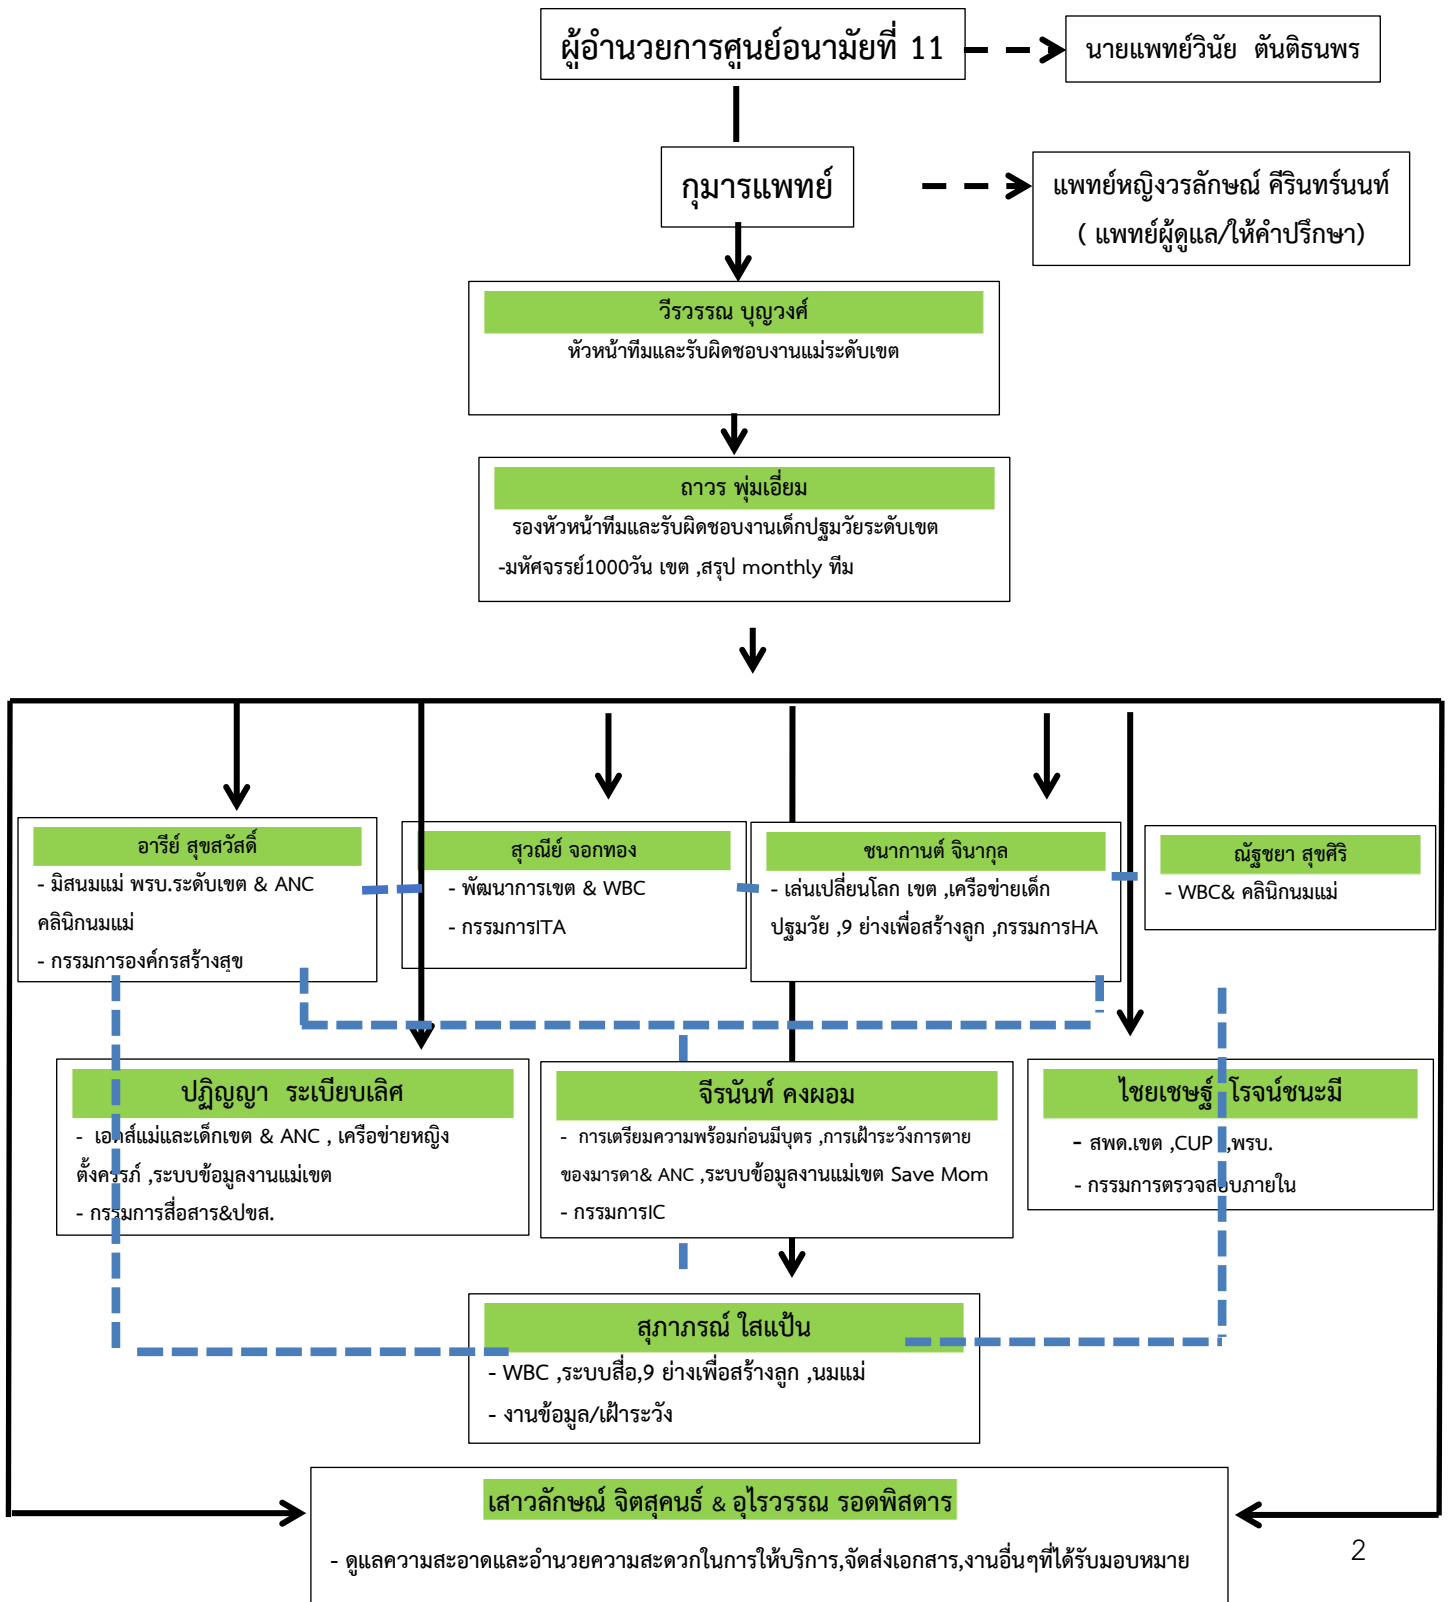 ผู้อำนวยการศูนย์อนามัยที่ 11
นายแพทย์วินัย ตันติธนพร
กุมารแพทย์
แพทย์หญิงวรลักษณ์ คีรินทร์นนท์
( แพทย์ผู้ดูแล/ให้คำปรึกษา)
วีรวรรณ บุญวงศ์
หัวหน้าทีมและรับผิดชอบงานแม่ระดับเขต
ถาวร พุ่มเอี่ยม
รองหัวหน้าทีมและรับผิดชอบงานเด็กปฐมวัยระดับเขต
-มหัศจรรย์1000วัน เขต ,สรุป monthly ทีม
อารีย์ สุขสวัสดิ์
- มิสนมแม่ พรบ.ระดับเขต & ANC
คลินิกนมแม่
- กรรมการองค์กรสร้างสุข
สุวณีย์ จอกทอง
- พัฒนาการเขต & WBC
- กรรมการITA
ชนากานต์ จินากุล
- เล่นเปลี่ยนโลก เขต ,เครือข่ายเด็ก
ปฐมวัย ,9 ย่างเพื่อสร้างลูก ,กรรมการHA
ณัฐชยา สุขศิริ
- WBC& คลินิกนมแม่
ปฏิญญา ระเบียบเลิศ
- เอดส์แม่และเด็กเขต & ANC , เครือข่ายหญิง
ตั้งครรภ์ ,ระบบข้อมูลงานแม่เขต
- กรรมการสื่อสาร&ปขส.
จีรนันท์ คงผอม
- การเตรียมความพร้อมก่อนมีบุตร ,การเฝ้าระวังการตาย
ของมารดา& ANC ,ระบบข้อมูลงานแม่เขต Save Mom
- กรรมการIC
ไชยเชษฐ์ โรจน์ชนะมี
- สพด.เขต ,CUP ,พรบ.
- กรรมการตรวจสอบภายใน
สุภาภรณ์ ใสแป้น
- WBC ,ระบบสื่อ,9 ย่างเพื่อสร้างลูก ,นมแม่
- งานข้อมูล/เฝ้าระวัง
เสาวลักษณ์ จิตสุคนธ์ & อุไรวรรณ รอดพิสดาร
- ดูแลความสะอาดและอำนวยความสะดวกในการให้บริการ,จัดส่งเอกสาร,งานอื่นๆที่ได้รับมอบหมาย
2